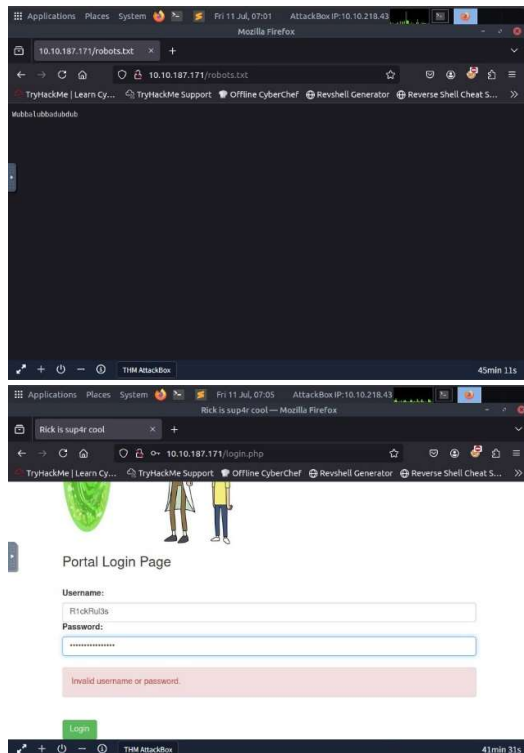 Applications Places System Fri 11 Jul, 07:01 AttackBox IP:10.10.218.43
Mozilla Firefox
10.10.187.171/robots.txt × +
10.10.187.171/robots.txt
TryHackMe | Learn Cy... TryHackMe Support Offline CyberChef Revshell Generator Reverse Shell Cheat S...
Wubbalubbadubdub
THM AttackBox 45min 11s
Applications Places System Fri 11 Jul, 07:05 AttackBox IP:10.10.218.43
Rick is sup4r cool — Mozilla Firefox
Rick is sup4r cool × +
10.10.187.171/login.php
TryHackMe | Learn Cy... TryHackMe Support Offline CyberChef Revshell Generator Reverse Shell Cheat S...
Portal Login Page
Username:
R1ckRul3s
Password:
••••••••••••••••
Invalid username or password.
Login
THM AttackBox 41min 31s